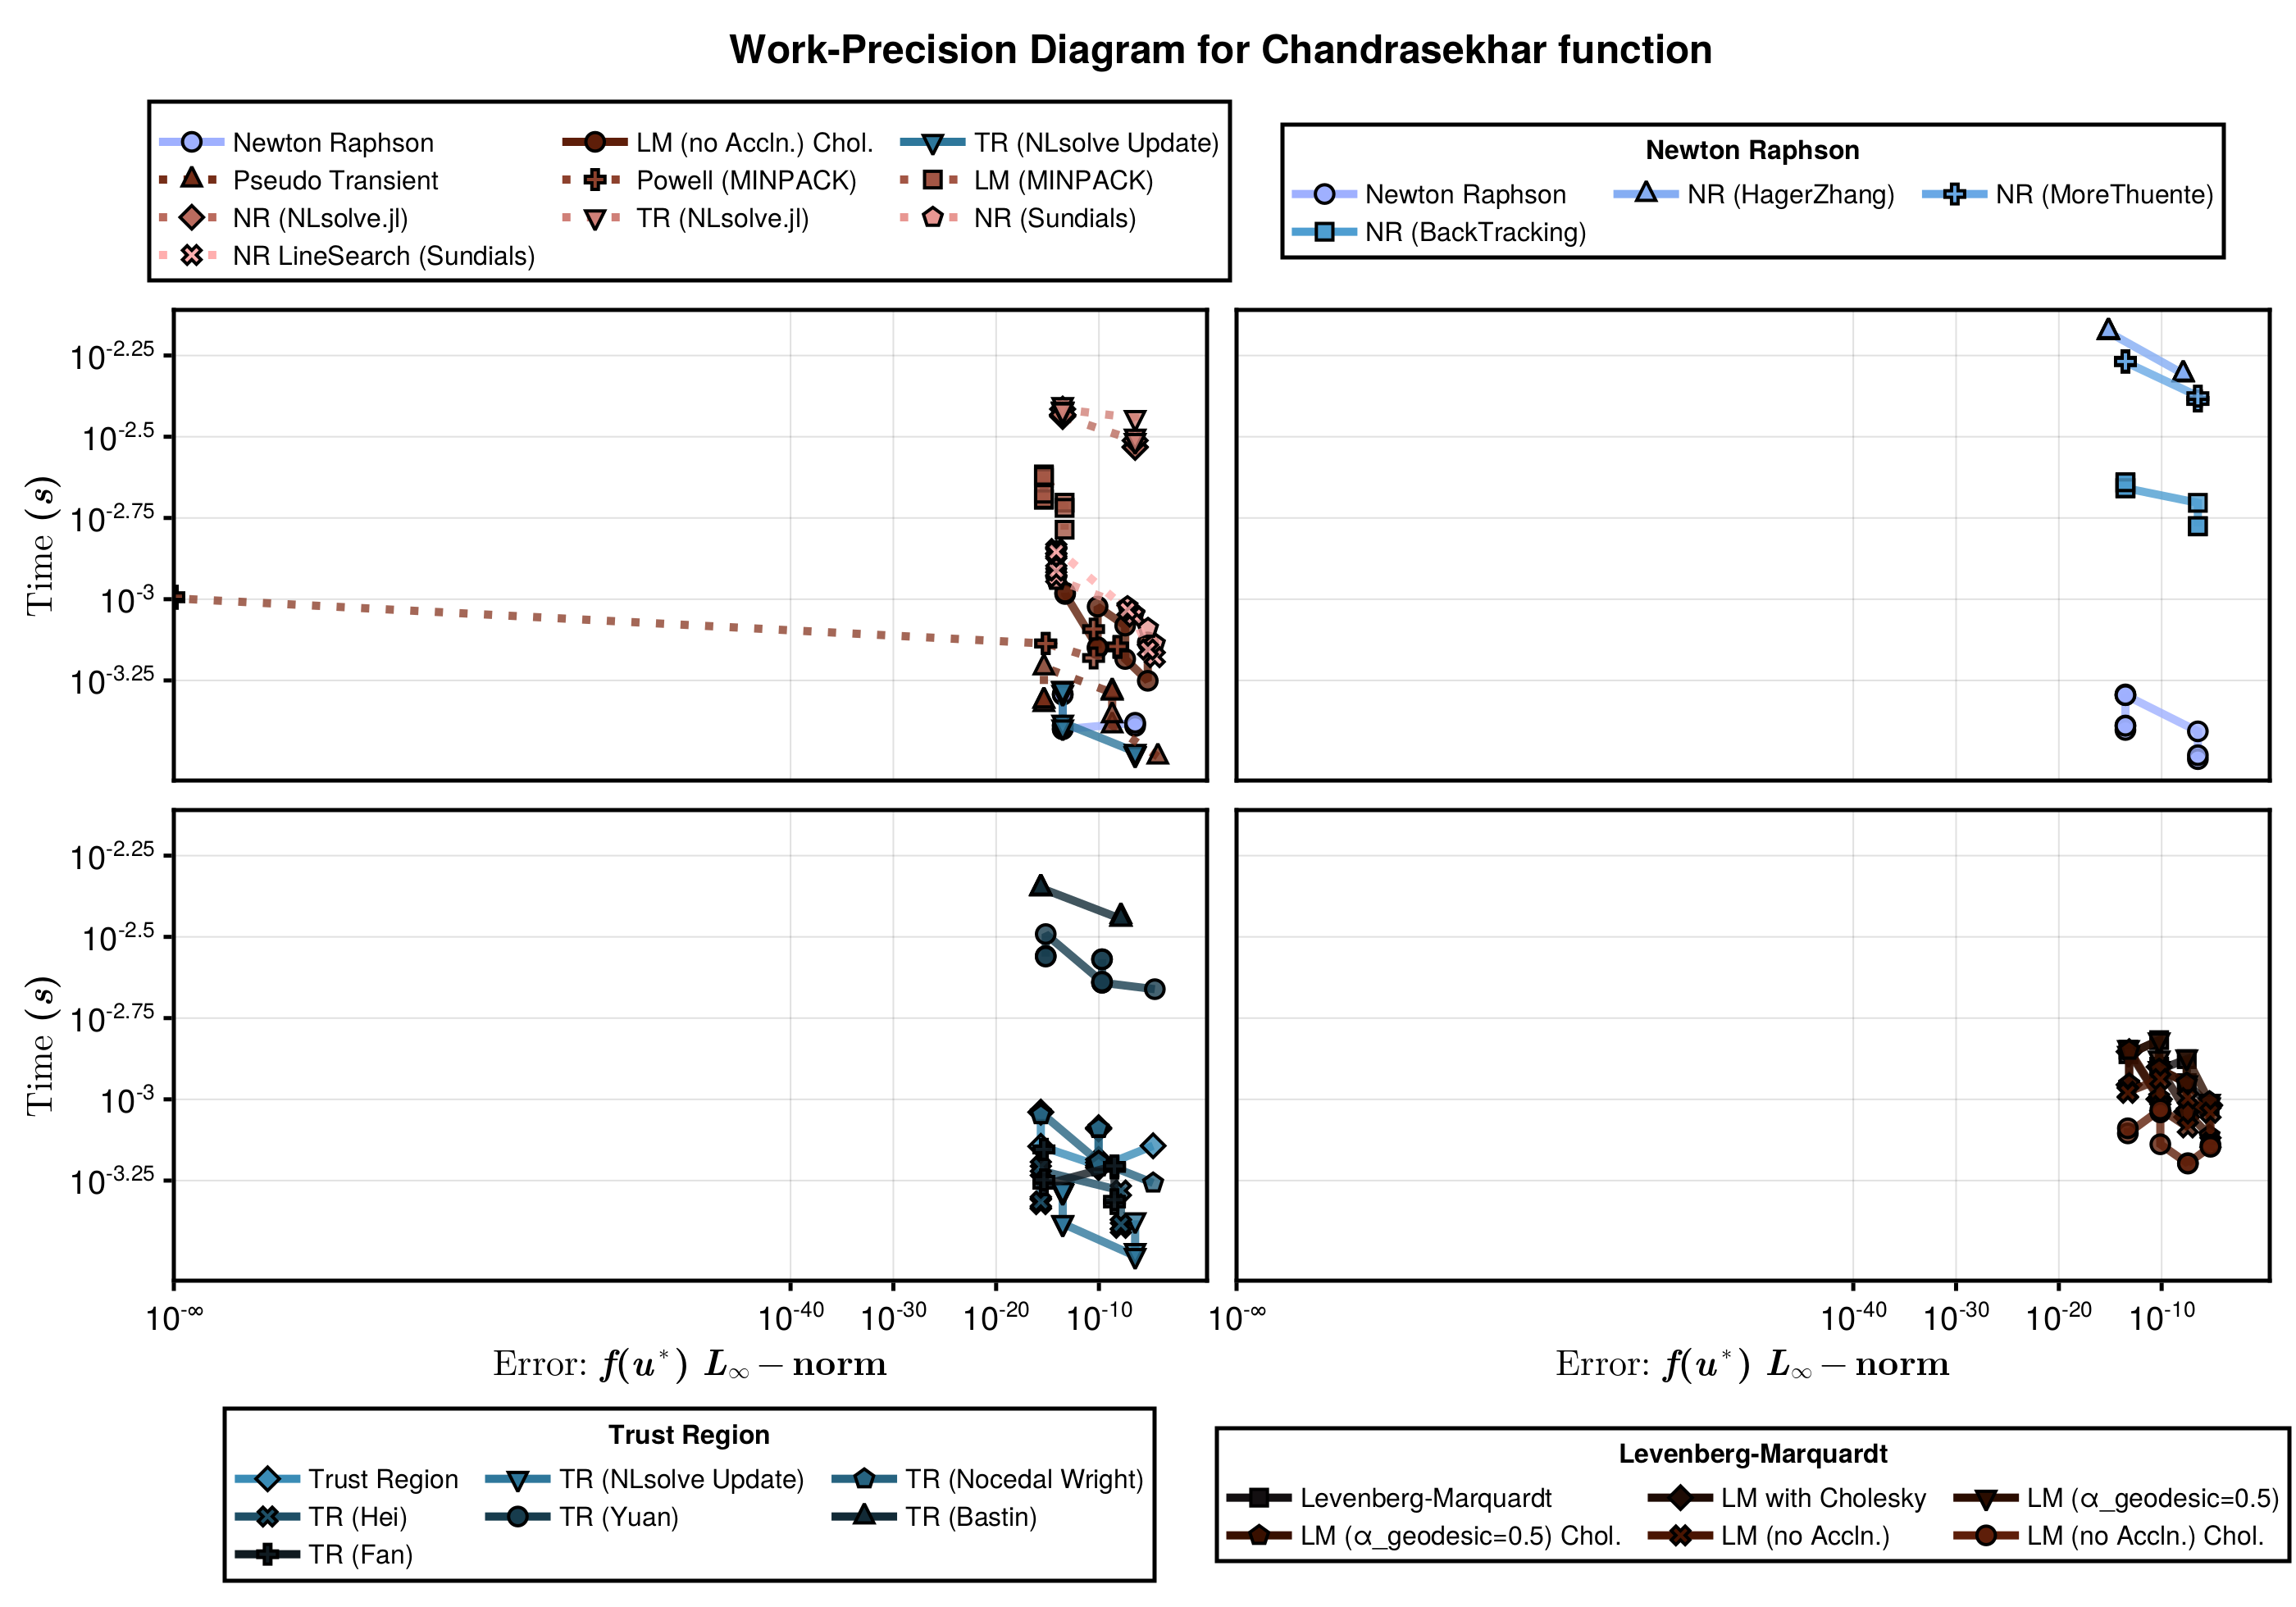 Work-Precision Diagram for Chandrasekhar function
Newton Raphson LM (no Accln.) Chol. TR (NLsolve Update)
Pseudo Transient Powell (MINPACK) LM (MINPACK)
NR (NLsolve.jl) TR (NLsolve.jl) NR (Sundials)
NR LineSearch (Sundials)
Newton Raphson
Newton Raphson NR (HagerZhang) NR (MoreThuente)
NR (BackTracking)
Time (s)
10^-2.25
10^-2.5
10^-2.75
10^-3
10^-3.25
Time (s)
10^-2.25
10^-2.5
10^-2.75
10^-3
10^-3.25
10^-∞ 10^-40 10^-30 10^-20 10^-10
10^-∞ 10^-40 10^-30 10^-20 10^-10
Error: f(u*) L∞ – norm
Error: f(u*) L∞ – norm
Trust Region
Trust Region TR (NLsolve Update) TR (Nocedal Wright)
TR (Hei) TR (Yuan) TR (Bastin)
TR (Fan)
Levenberg-Marquardt
Levenberg-Marquardt LM with Cholesky LM (α_geodesic=0.5)
LM (α_geodesic=0.5) Chol. LM (no Accln.) LM (no Accln.) Chol.